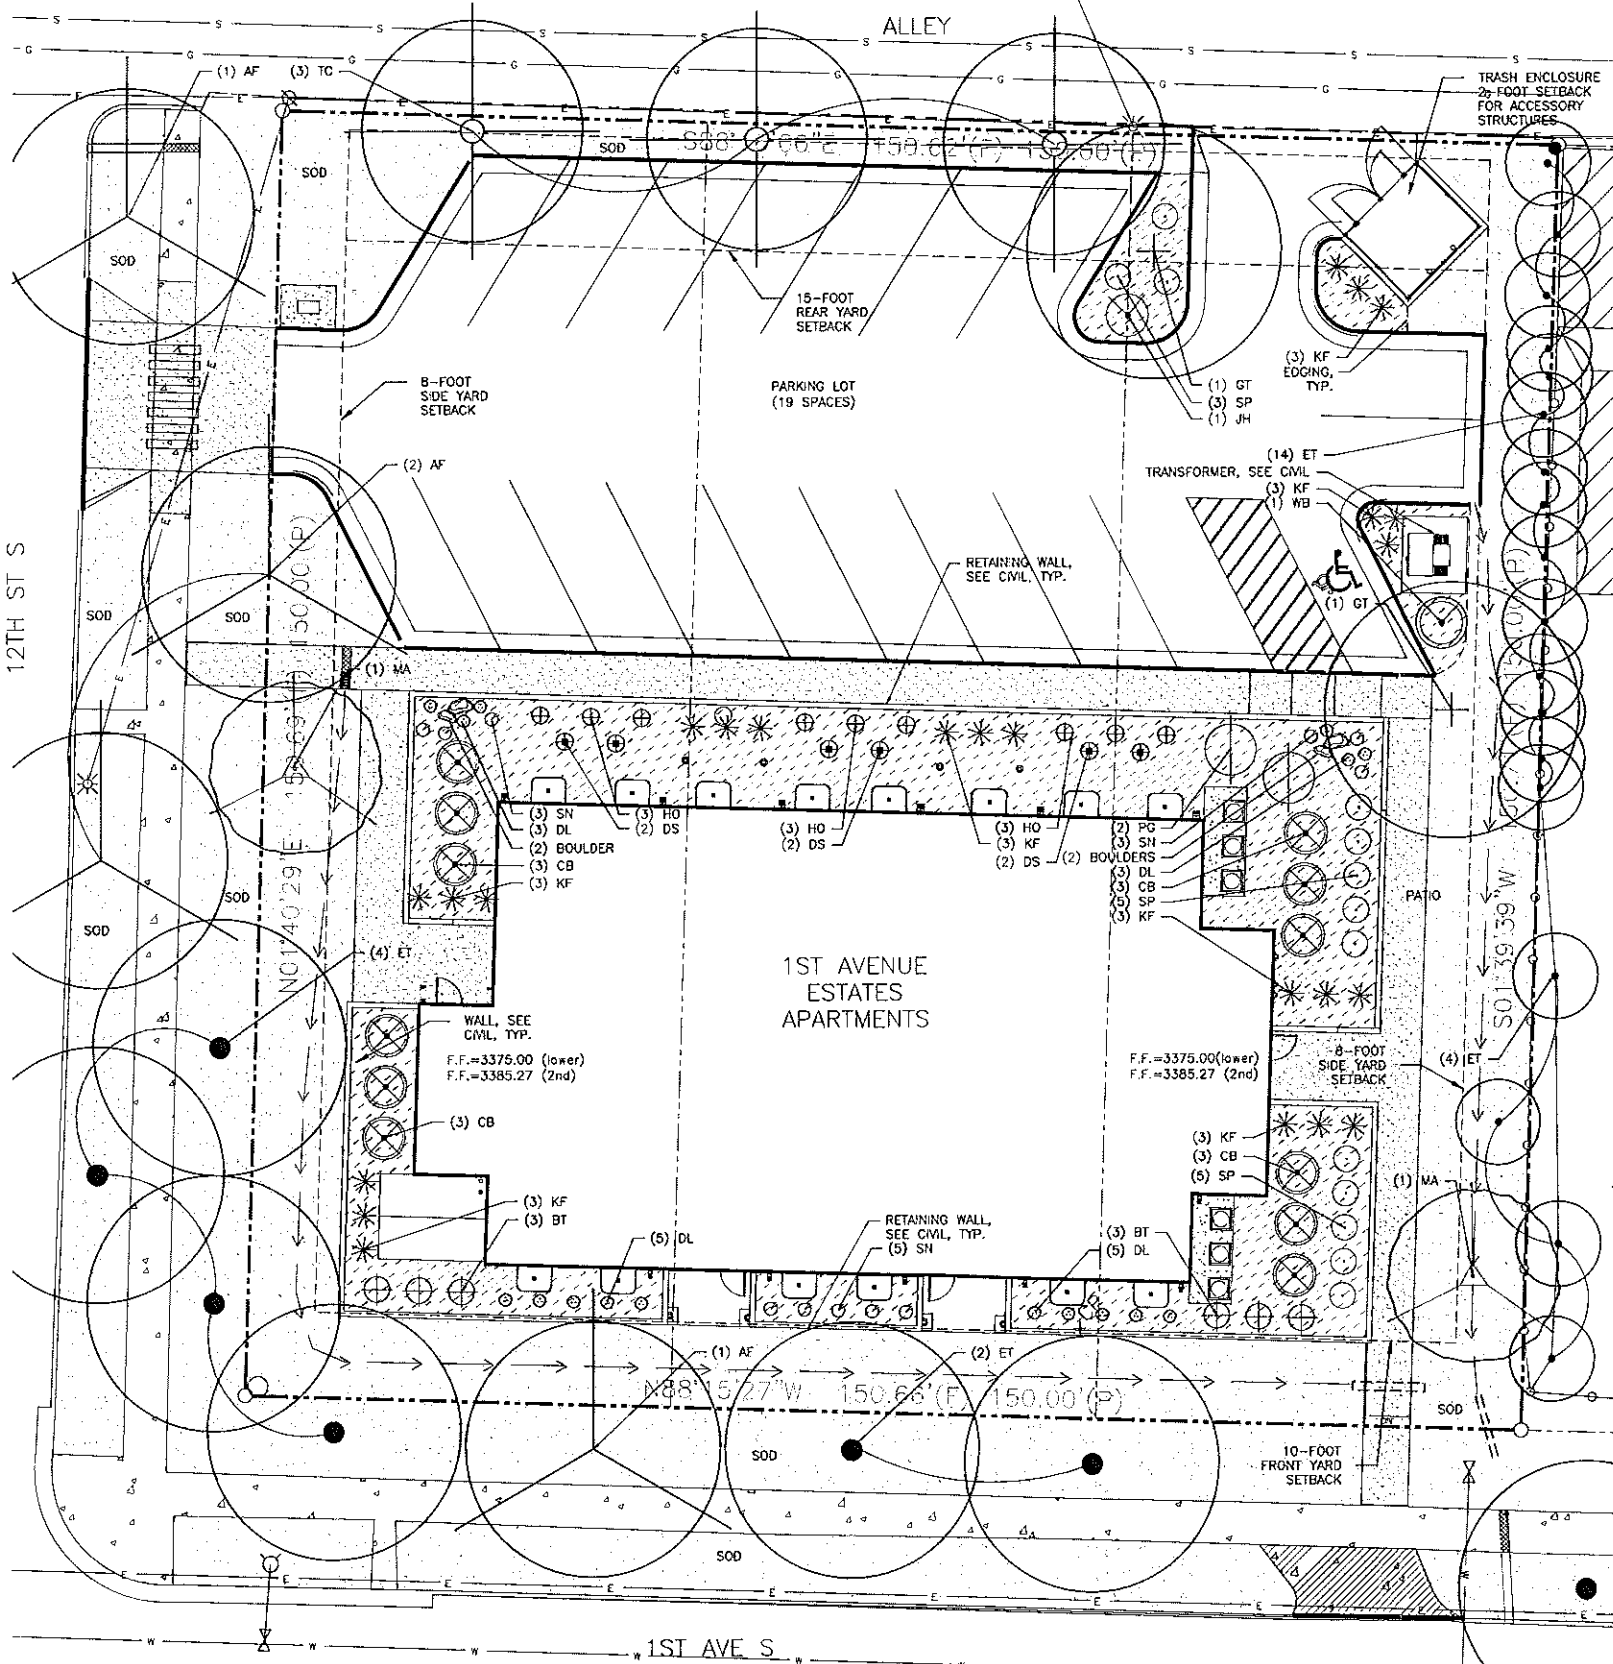 ALLEY
(1) AF
(3) TC
TRASH ENCLOSURE
FOOT SETBACK
FOR ACCESSORY
STRUCTURES
SOD
SOD
SOD
15-FOOT
REAR YARD
SETBACK
8-FOOT
SIDE YARD
SETBACK
PARKING LOT
(19 SPACES)
(1) GT
(3) SP
(1) JH
(3) KF
EDGING,
TYP.
(2) AF
(14) ET
TRANSFORMER, SEE CIVIL
(3) KF
(1) WB
12TH ST S
RETAINING WALL,
SEE CIVIL, TYP.
(1) GT
SOD
SOD
(1) MA
(3) SN
(3) DL
(2) BOULDER
(3) CB
(3) KF
(3) HO
(2) DS
(3) HO
(2) DS
(3) HO
(3) KF
(2) DS
(2) PG
(3) SN
(2) BOULDERS
(3) DL
(3) CB
(5) SP
(3) KF
PATIO
SOD
SOD
N01°40'29"E
S01°39'39"W
(4) ET
1ST AVENUE
ESTATES
APARTMENTS
WALL, SEE
CIVIL, TYP.
F.F.=3375.00 (lower)
F.F.=3385.27 (2nd)
F.F.=3375.00(lower)
F.F.=3385.27 (2nd)
8-FOOT
SIDE YARD
SETBACK
(4) ET
(3) CB
(3) KF
(3) CB
(5) SP
(1) MA
(3) KF
(3) BT
(5) DL
RETAINING WALL,
SEE CIVIL, TYP.
(5) SN
(3) BT
(5) DL
(1) AF
(2) ET
N88°15'27"W 150.66'(F) 150.00'(P)
SOD
SOD
10-FOOT
FRONT YARD
SETBACK
SOD
1ST AVE S